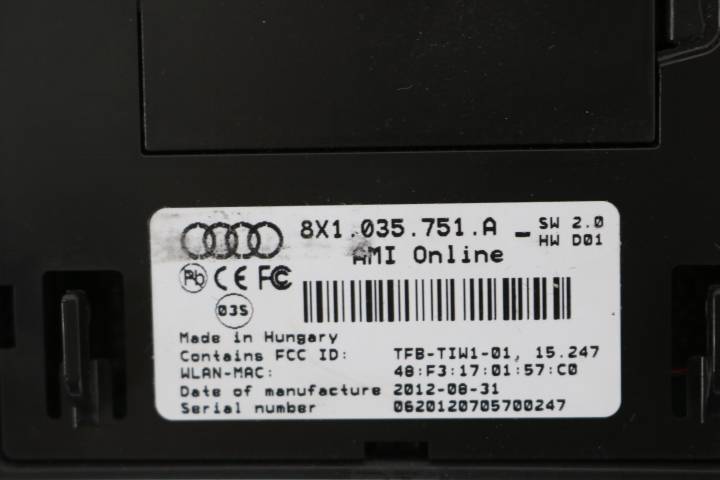 8X1.035.751.A - SW 2.0
HW D01
AMI Online
Pb CE FC
03S
Made in Hungary
Contains FCC ID: TFB-TIW1-01, 15.247
WLAN-MAC: 48:F3:17:01:57:C0
Date of manufacture 2012-08-31
Serial number 0620120705700247